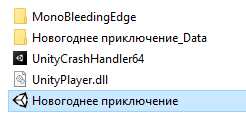 MonoBleedingEdge
Новогоднее приключение_Data
UnityCrashHandler64
UnityPlayer.dll
Новогоднее приключение